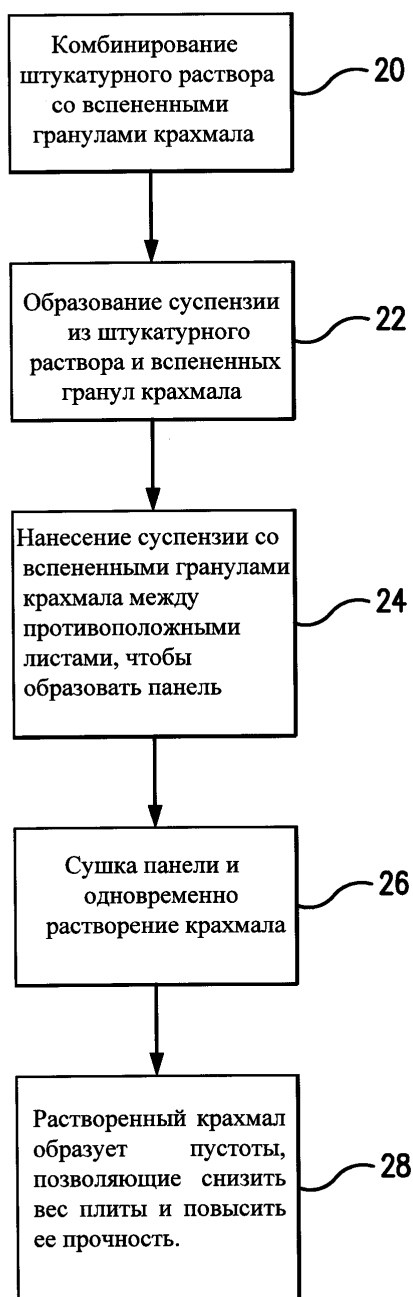 Комбинирование
штукатурного раствора
со вспененными
гранулами крахмала
20
Образование суспензии
из штукатурного
раствора и вспененных
гранул крахмала
22
Нанесение суспензии со
вспененными гранулами
крахмала между
противоположными
листами, чтобы
образовать панель
24
Сушка панели и
одновременно
растворение крахмала
26
Растворенный крахмал
образует пустоты,
позволяющие снизить
вес плиты и повысить
ее прочность.
28